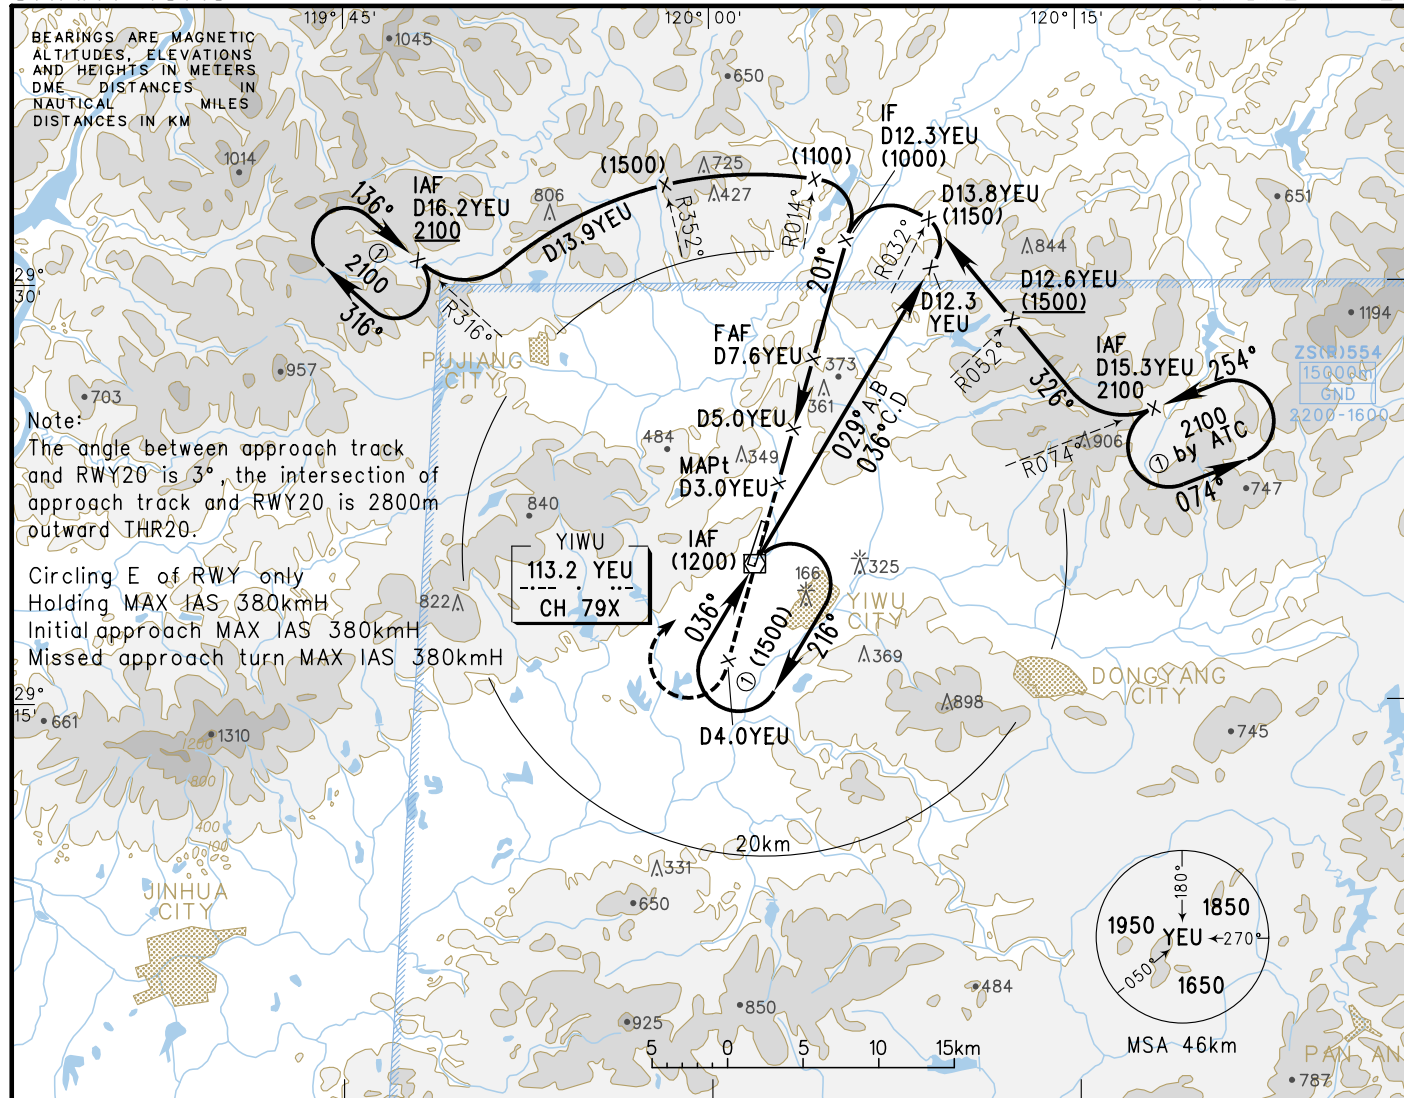 119° 45'
120° 00'
120° 15'
BEARINGS ARE MAGNETIC
ALTITUDES, ELEVATIONS
AND HEIGHTS IN METERS
DME DISTANCES IN
NAUTICAL MILES
DISTANCES IN KM
1045
650
1014
IF
D12.3YEU
(1000)
(1500)
725
427
(1100)
R352°
R014°
IAF
D16.2YEU
2100
136°
①
2100
316°
R316°
806
D13.9YEU
651
D13.8YEU
(1150)
R032°
844
201°
29°
30'
D12.3
YEU
D12.6YEU
(1500)
R052°
1194
PUJIANG
CITY
FAF
D7.6YEU
373
361
326°
IAF
D15.3YEU
2100
254°
2100
① by ATC
074°
R074°
906
747
ZS(R)554
15000m
GND
2200-1600
957
703
029° A.B
036° C.D
D5.0YEU
484
349
MAPt
D3.0YEU
Note:
The angle between approach track
and RWY20 is 3°, the intersection of
approach track and RWY20 is 2800m
outward THR20.
840
YIWU
113.2 YEU
CH 79X
IAF
(1200)
166
325
YIWU
CITY
Circling E of RWY only
Holding MAX IAS 380kmH
Initial approach MAX IAS 380kmH
Missed approach turn MAX IAS 380kmH
822
036°
① (1500)
216°
369
DONGYANG
CITY
898
745
29°
15'
661
1310
1200
800
400
100
D4.0YEU
20km
331
650
JINHUA
CITY
180°
1950
1850
YEU
270°
050°
1650
MSA 46km
484
850
925
5 0 5 10 15km
PAN AN
787